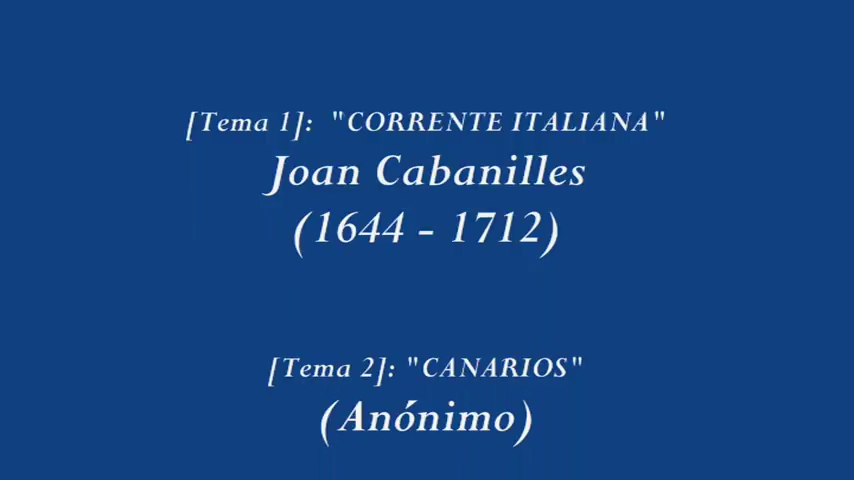 [Tema 1]: "CORRENTE ITALIANA"
Joan Cabanilles
(1644 - 1712)
[Tema 2]: "CANARIOS"
(Anónimo)